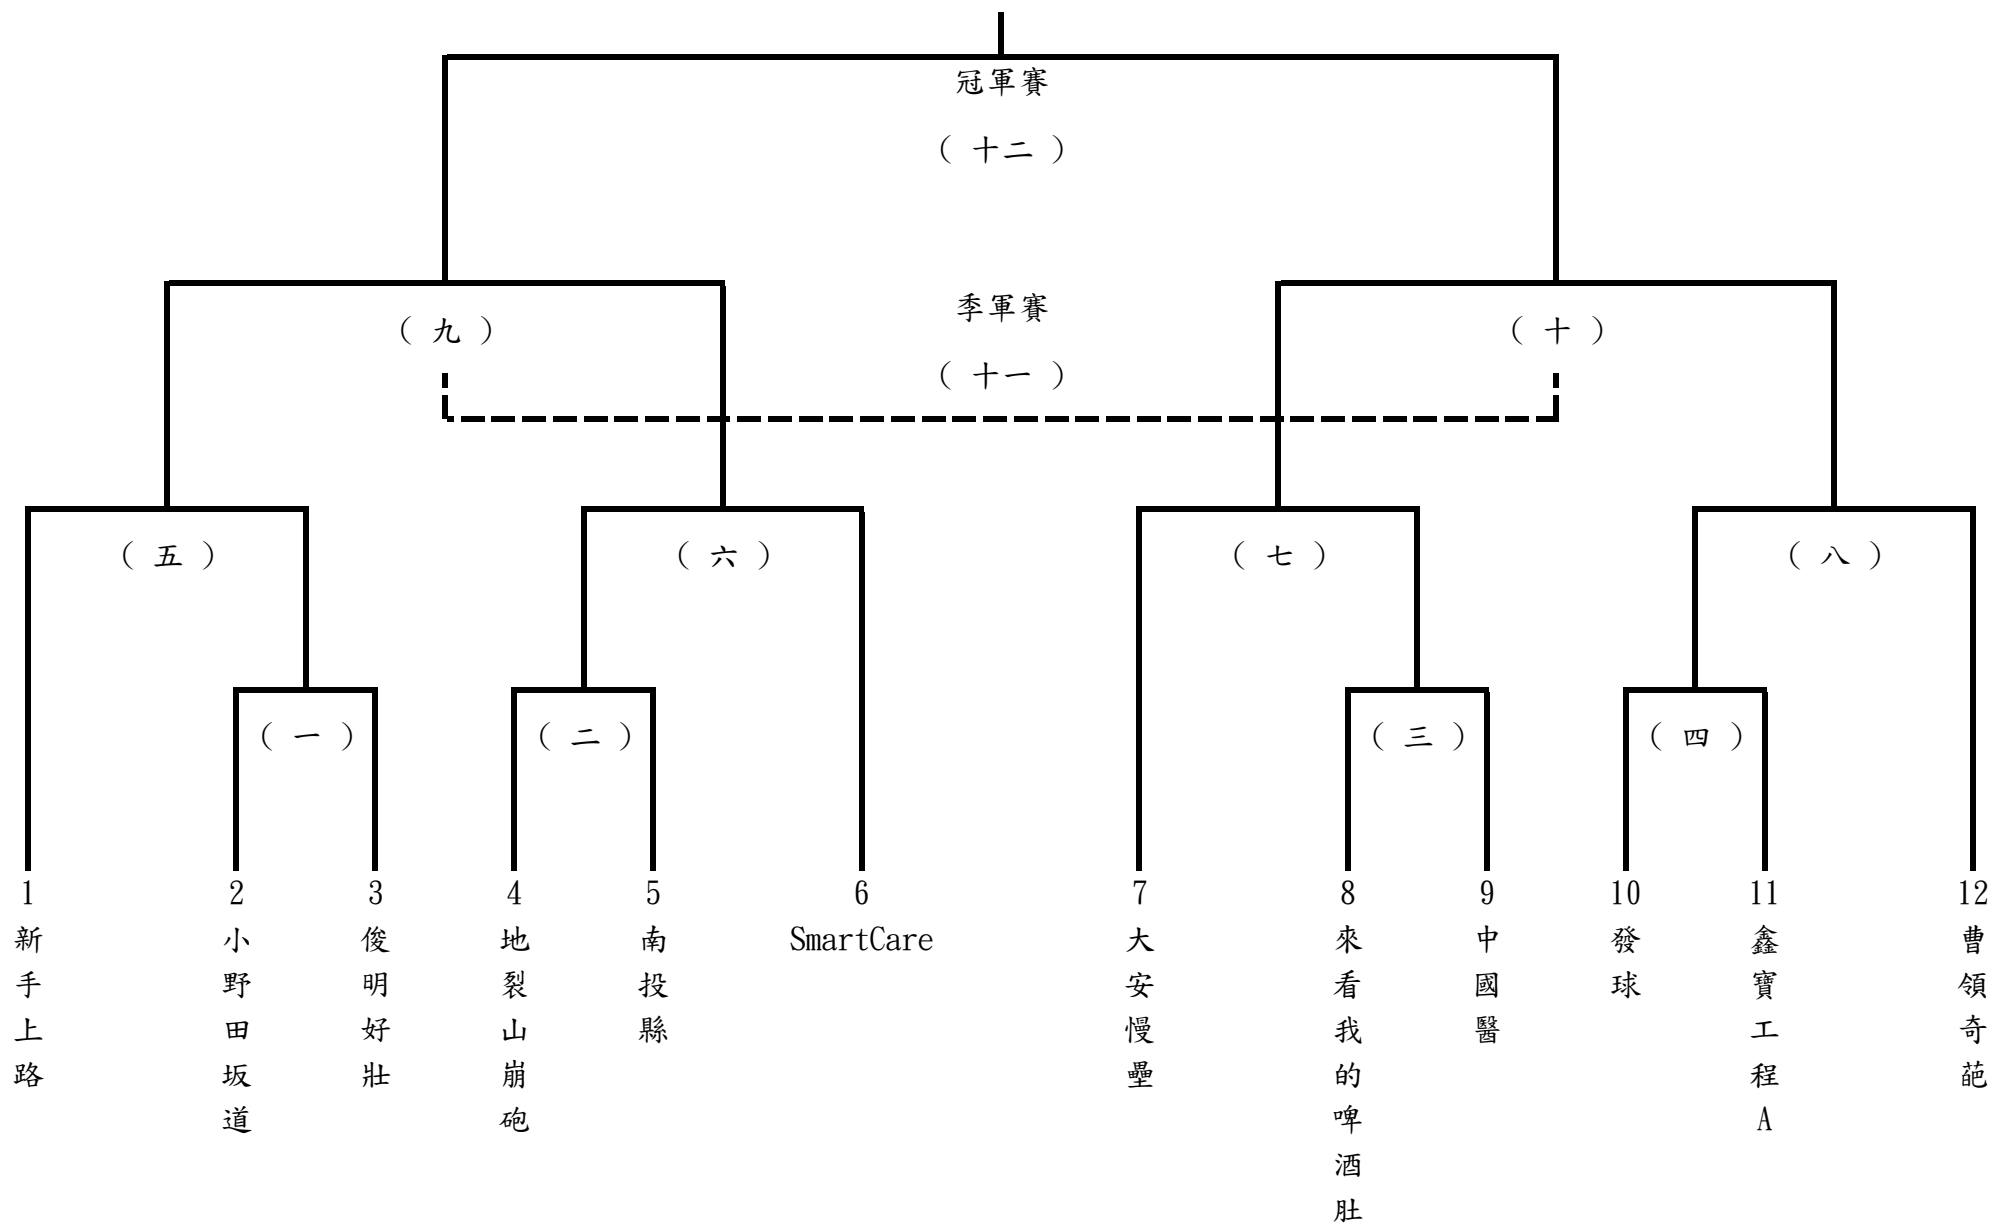 冠軍賽
( 十二 )
季軍賽
( 十一 )
( 九 )
( 十 )
( 五 )
( 六 )
( 七 )
( 八 )
( 一 )
( 二 )
( 三 )
( 四 )
1
新手上路
2
小野田坂道
3
俊明好壯
4
地裂山崩砲
5
南投縣
6
SmartCare
7
大安慢壘
8
來看我的啤酒肚
9
中國醫
10
發球
11
鑫寶工程A
12
曹領奇葩